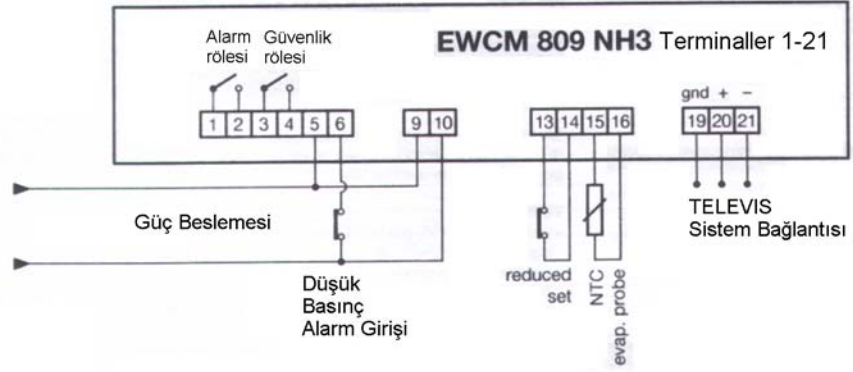 EWCM 809 NH3 Terminaller 1-21
Alarm rölesi
Güvenlik rölesi
gnd + −
1 2 3 4 5 6
9 10
13 14 15 16
19 20 21
Güç Beslemesi
Düşük
Basınç
Alarm Girişi
reduced
set
NTC
evap. probe
TELEVIS
Sistem Bağlantısı